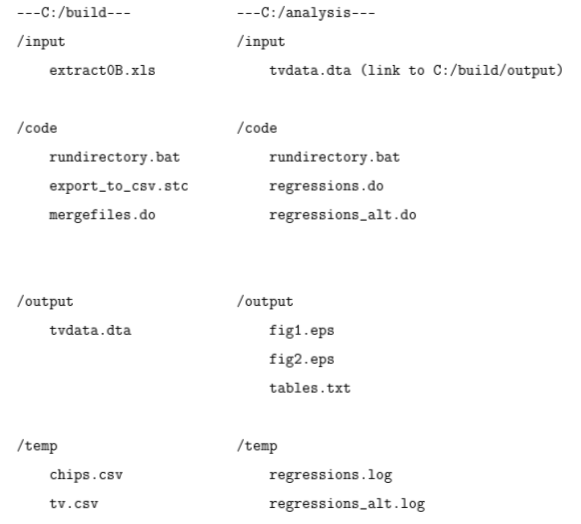 ---C:/build--- ---C:/analysis---
/input /input
extract0B.xls tvdata.dta (link to C:/build/output)
/code /code
rundirectory.bat rundirectory.bat
export_to_csv.stc regressions.do
mergefiles.do regressions_alt.do
/output /output
tvdata.dta fig1.eps
fig2.eps
tables.txt
/temp /temp
chips.csv regressions.log
tv.csv regressions_alt.log